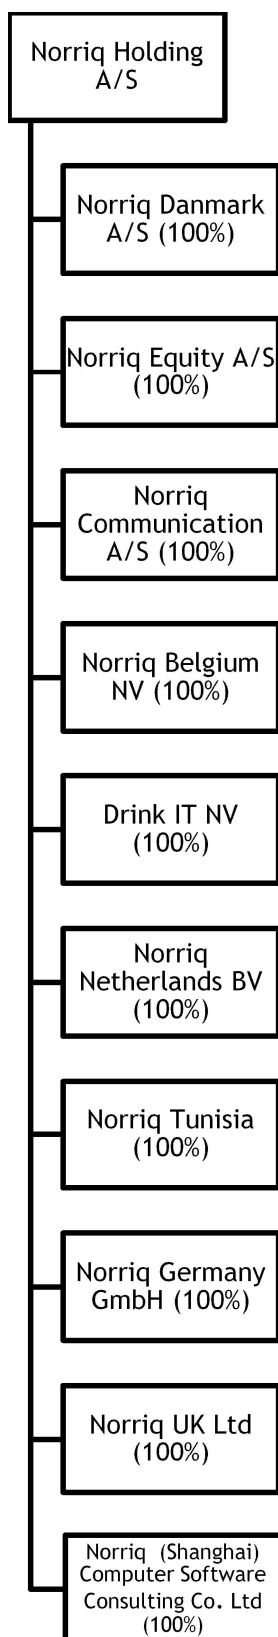 Norriq Holding
A/S
Norriq Danmark
A/S (100%)
Norriq Equity A/S
(100%)
Norriq
Communication
A/S (100%)
Norriq Belgium
NV (100%)
Drink IT NV
(100%)
Norriq
Netherlands BV
(100%)
Norriq Tunisia
(100%)
Norriq Germany
GmbH (100%)
Norriq UK Ltd
(100%)
Norriq (Shanghai)
Computer Software
Consulting Co. Ltd
(100%)